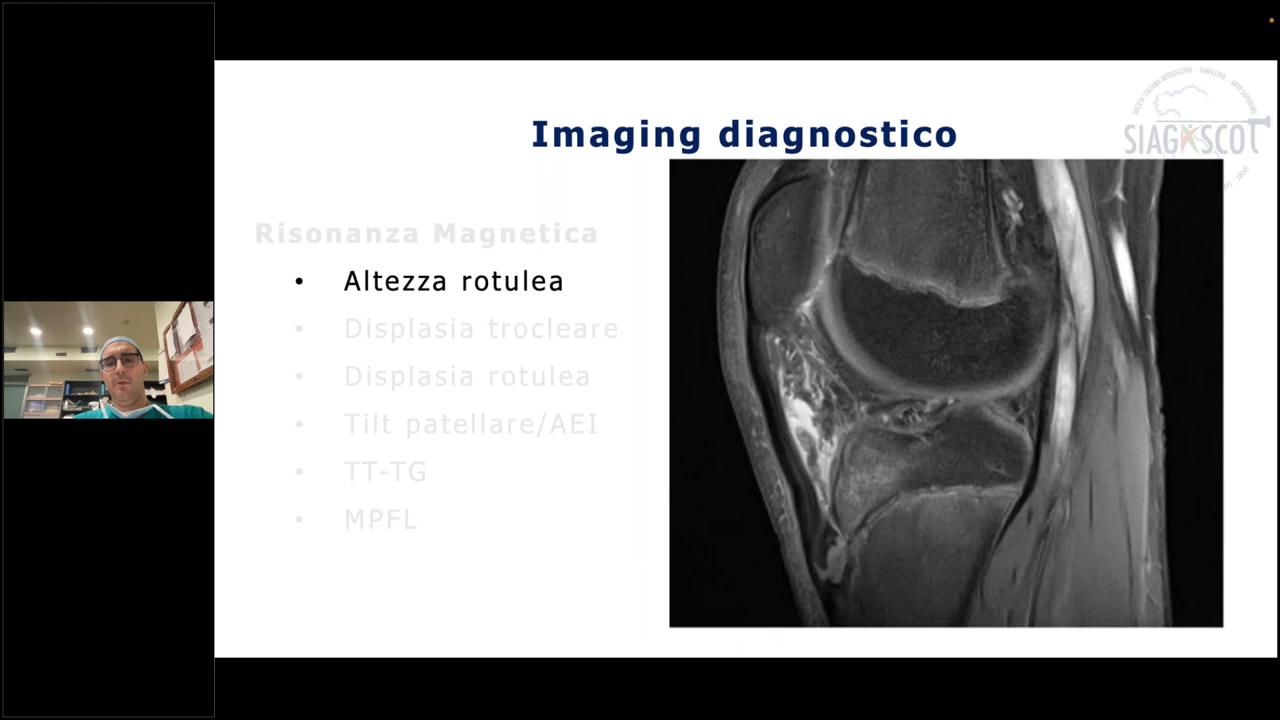 Imaging diagnostico
SIAGASCOT
Risonanza Magnetica
• Altezza rotulea
• Displasia trocleare
• Displasia rotulea
• Tilt patellare/AEI
• TT-TG
• MPFL